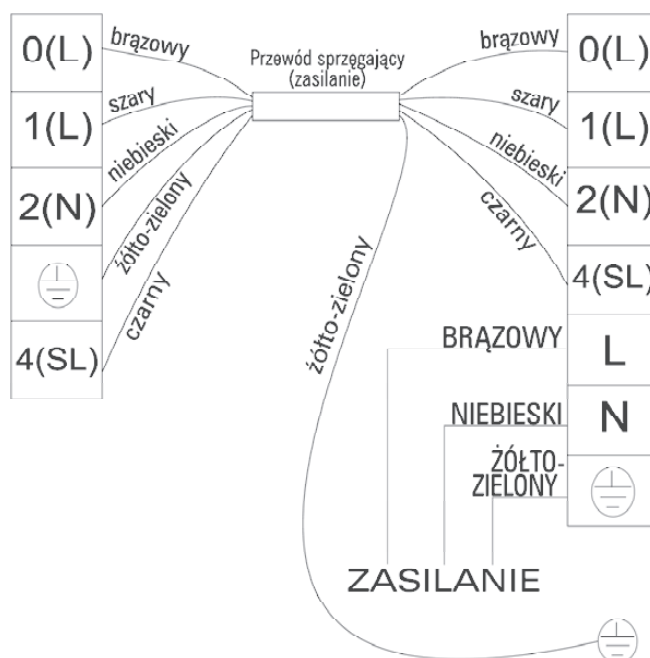 0(L)
1(L)
2(N)
4(SL)
brązowy
szary
niebieski
żółto-zielony
czarny
Przewód sprzęgający
(zasilanie)
brązowy
szary
niebieski
czarny
żółto-zielony
0(L)
1(L)
2(N)
4(SL)
L
N
BRĄZOWY
NIEBIESKI
ŻÓŁTO-
ZIELONY
ZASILANIE